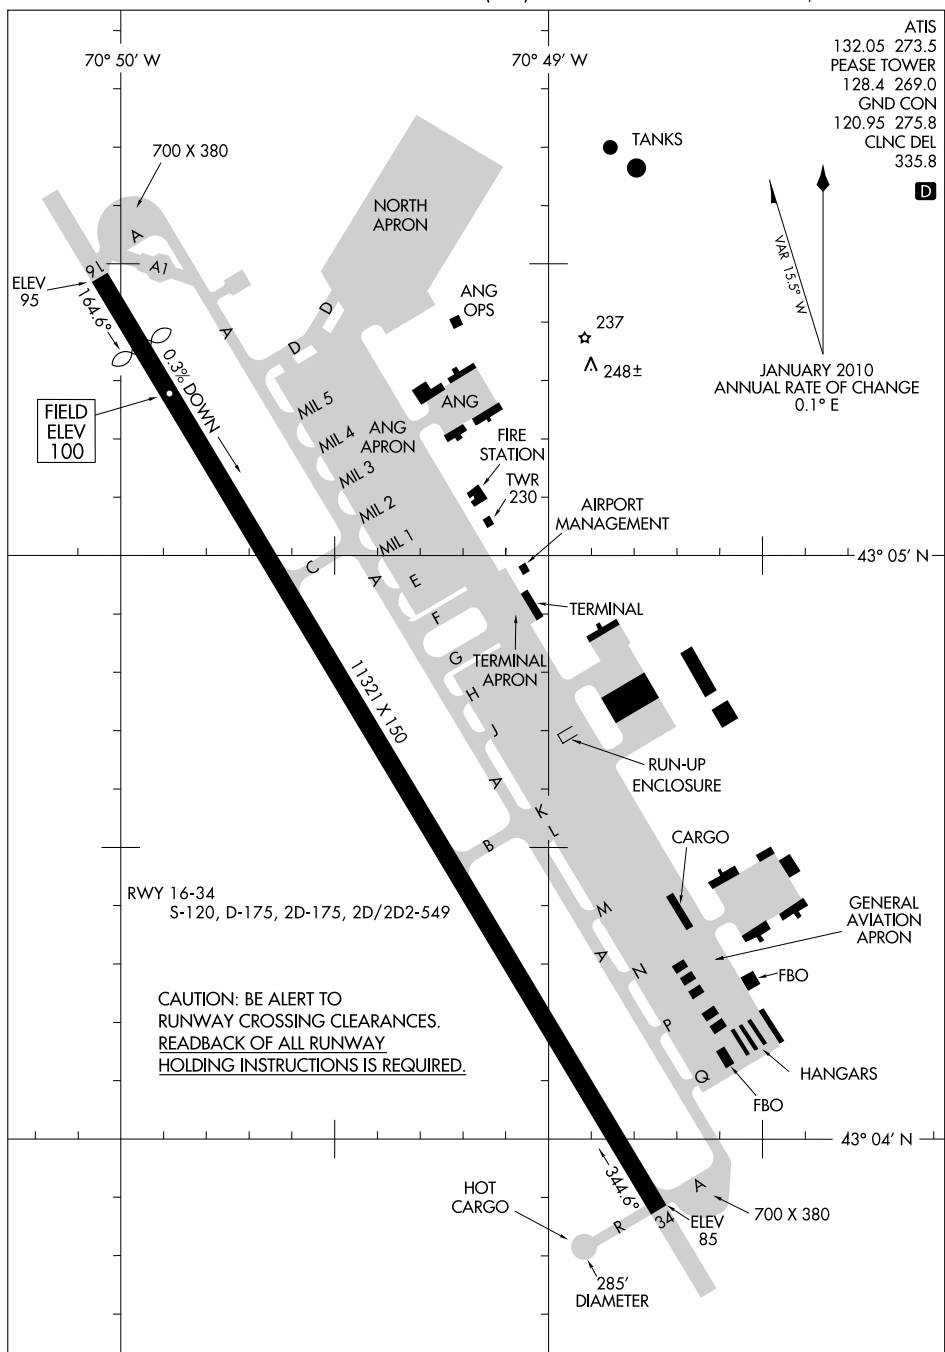 ATIS
132.05 273.5
PEASE TOWER
128.4 269.0
GND CON
120.95 275.8
CLNC DEL
335.8
D
70° 50' W
70° 49' W
700 X 380
TANKS
NORTH
APRON
VAR 15.5° W
JANUARY 2010
ANNUAL RATE OF CHANGE
0.1° E
A
A1
16
ELEV
95
164.6°
0.3% DOWN
A
D
D
ANG
OPS
237
248±
FIELD
ELEV
100
MIL 5
MIL 4
MIL 3
MIL 2
MIL 1
ANG
APRON
ANG
FIRE
STATION
TWR
230
AIRPORT
MANAGEMENT
43° 05' N
C
A
E
F
G
H
J
A
K
L
B
TERMINAL
TERMINAL
APRON
11321 X 150
RUN-UP
ENCLOSURE
CARGO
RWY 16-34
S-120, D-175, 2D-175, 2D/2D2-549
GENERAL
AVIATION
APRON
M
A
N
P
Q
FBO
CAUTION: BE ALERT TO
RUNWAY CROSSING CLEARANCES.
READBACK OF ALL RUNWAY
HOLDING INSTRUCTIONS IS REQUIRED.
HANGARS
FBO
43° 04' N
344.6°
HOT
CARGO
A
R
34
ELEV
85
700 X 380
285'
DIAMETER